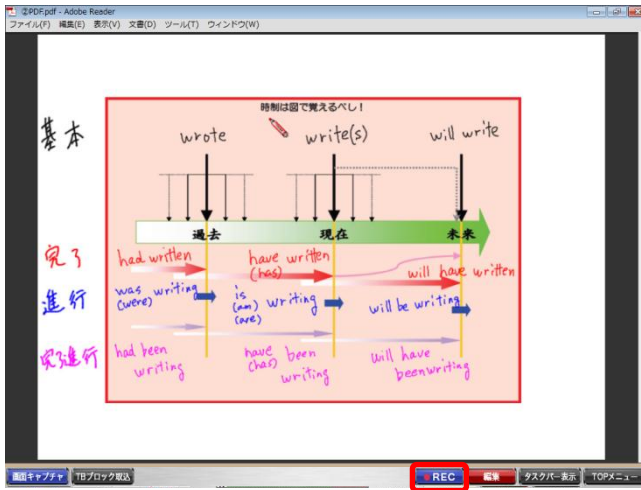 ②PDF.pdf - Adobe Reader
ファイル(F) 編集(E) 表示(V) 文書(D) ツール(T) ウィンドウ(W)
時制は図で覚えるべし！
基本 wrote write(s) will write
過去 現在 未来
完了 had written have written will have written
(has)
進行 was writing is writing will be writing
(were) (am)
(are)
完了進行 had been have been will have
writing (has) writing been writing
画面キャプチャ TBブロック取込 ●REC 編集 タスクバー表示 TOPメニュー